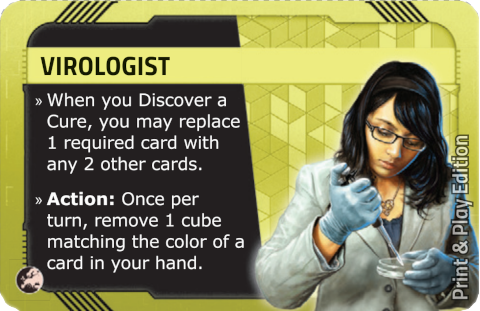 VIROLOGIST
» When you Discover a
Cure, you may replace
1 required card with
any 2 other cards.
» Action: Once per
turn, remove 1 cube
matching the color of a
card in your hand.
Print & Play Edition